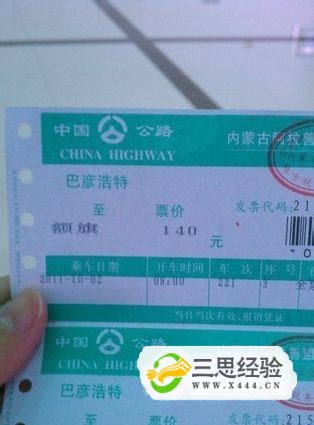 中国 公路 内蒙古阿拉善
CHINA HIGHWAY
巴彦浩特
至 票价 发票代码:215
额旗 140 元
乘车日期 开车时间 车次 座号
2011-10-02 08:00 221 3 全
当日当次有效、报销凭证
中国 公路
CHINA HIGHWAY
巴彦浩特
三思经验
www.x444.cn
至 票价 发票代码:215